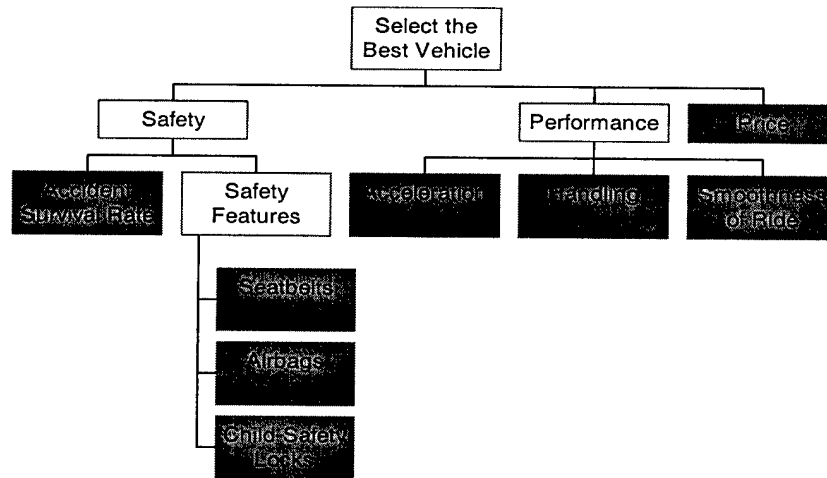 Select the
Best Vehicle
Safety
Performance
Price
Accident
Survival Rate
Safety
Features
Acceleration
Handling
Smoothness
of Ride
Seatbelts
Airbags
Child Safety
Locks